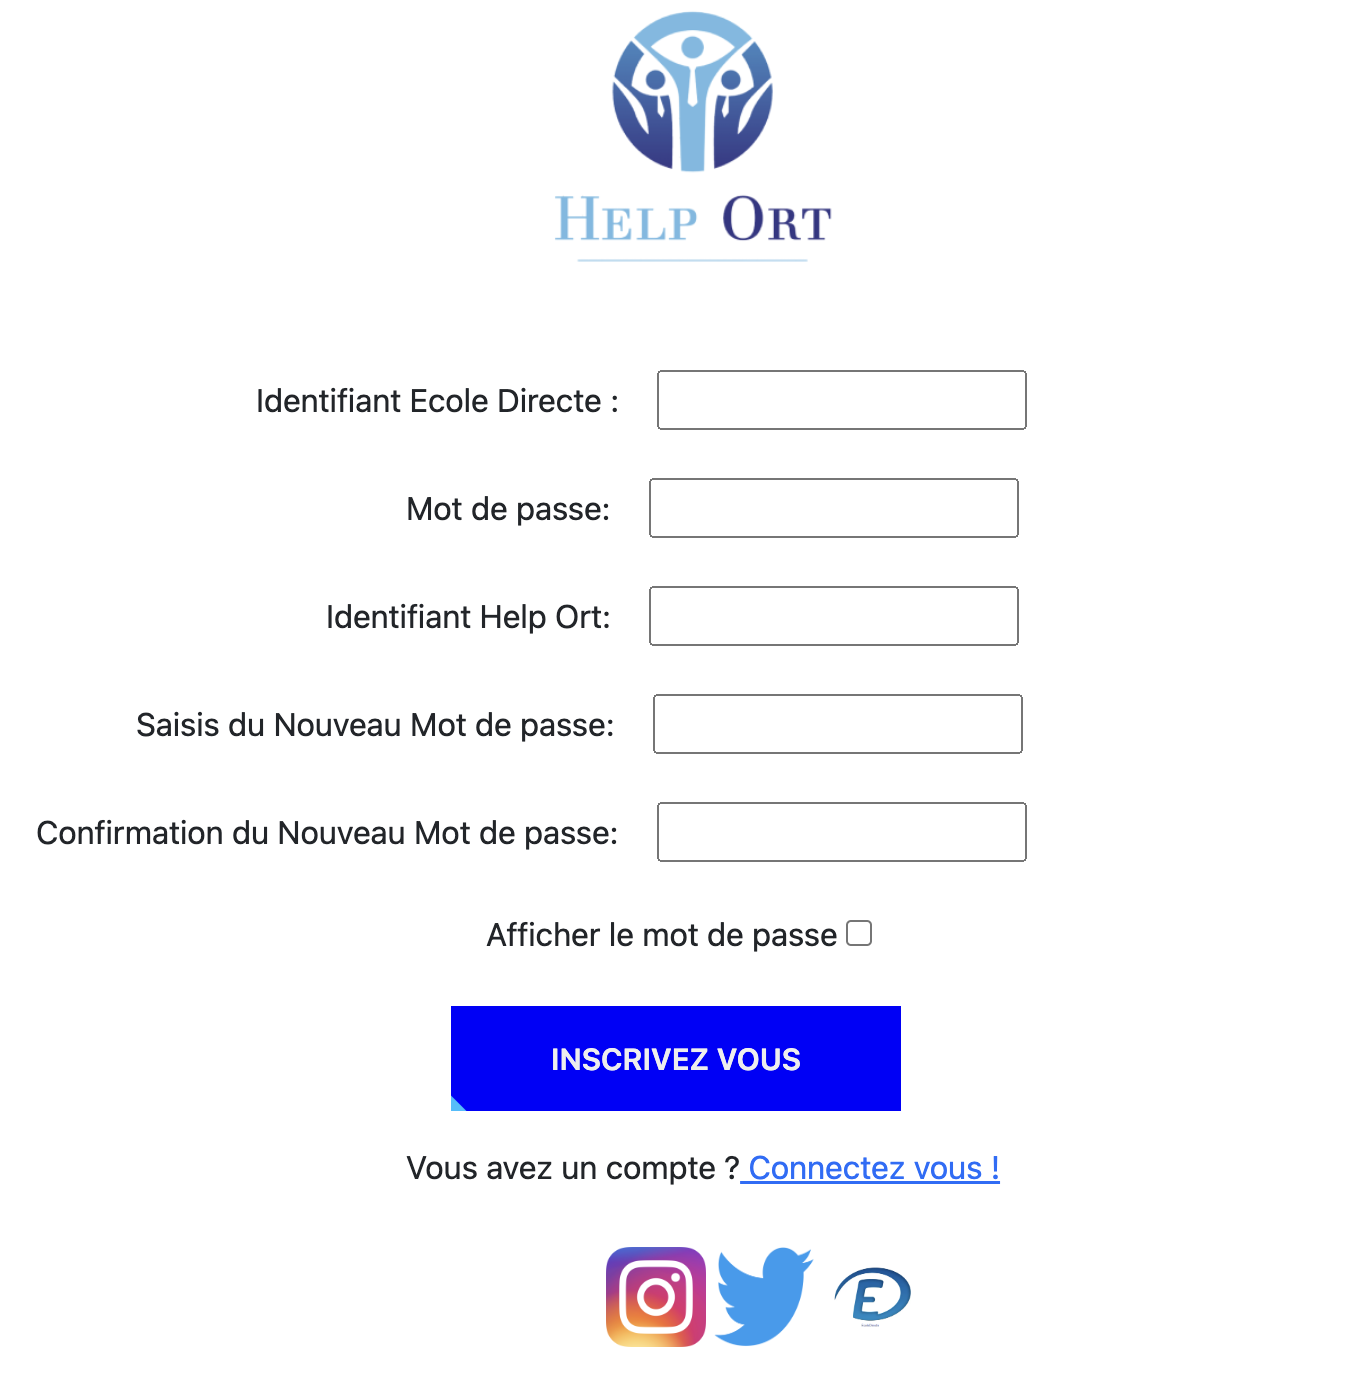 HELP ORT
Identifiant Ecole Directe :
Mot de passe:
Identifiant Help Ort:
Saisis du Nouveau Mot de passe:
Confirmation du Nouveau Mot de passe:
Afficher le mot de passe
INSCRIVEZ VOUS
Vous avez un compte ? Connectez vous !
E